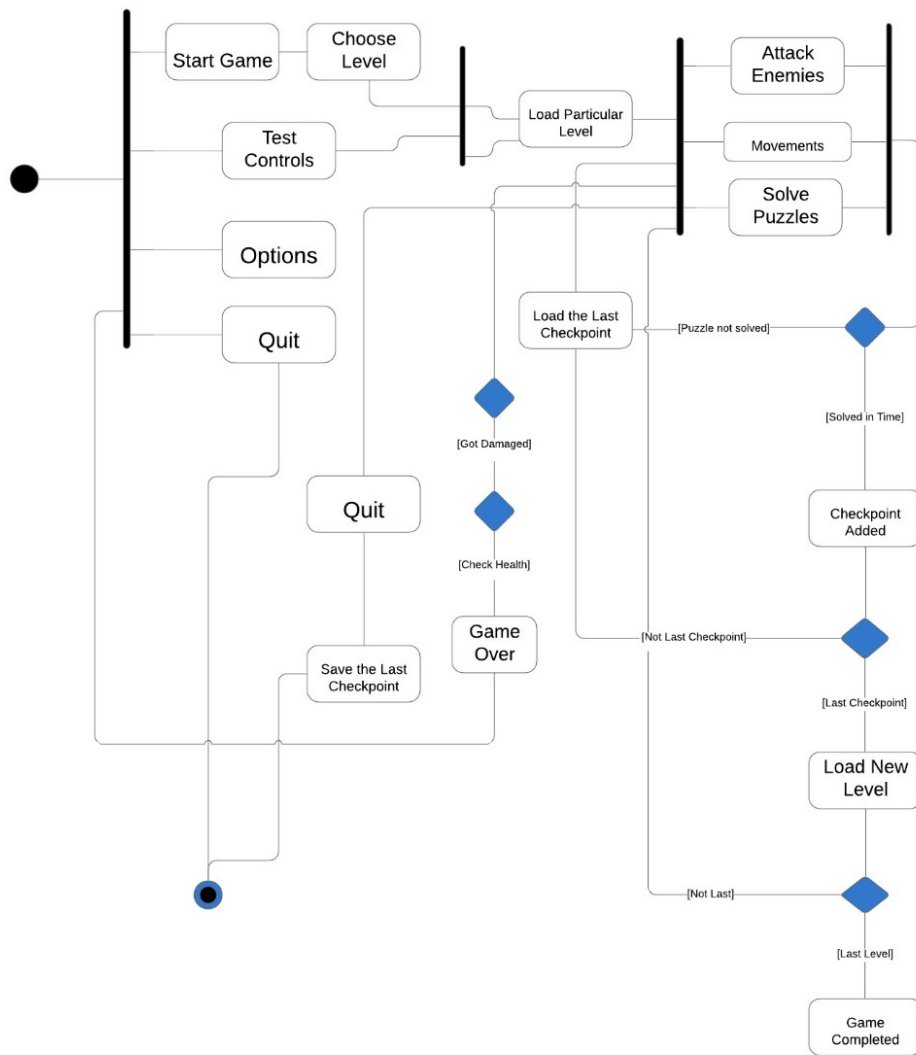 Start Game
Choose
Level
Attack
Enemies
Load Particular
Level
Test
Controls
Movements
Solve
Puzzles
Options
Quit
Load the Last
Checkpoint
[Puzzle not solved]
[Solved in Time]
[Got Damaged]
Quit
Checkpoint
Added
[Check Health]
Game
Over
[Not Last Checkpoint]
Save the Last
Checkpoint
[Last Checkpoint]
Load New
Level
[Not Last]
[Last Level]
Game
Completed